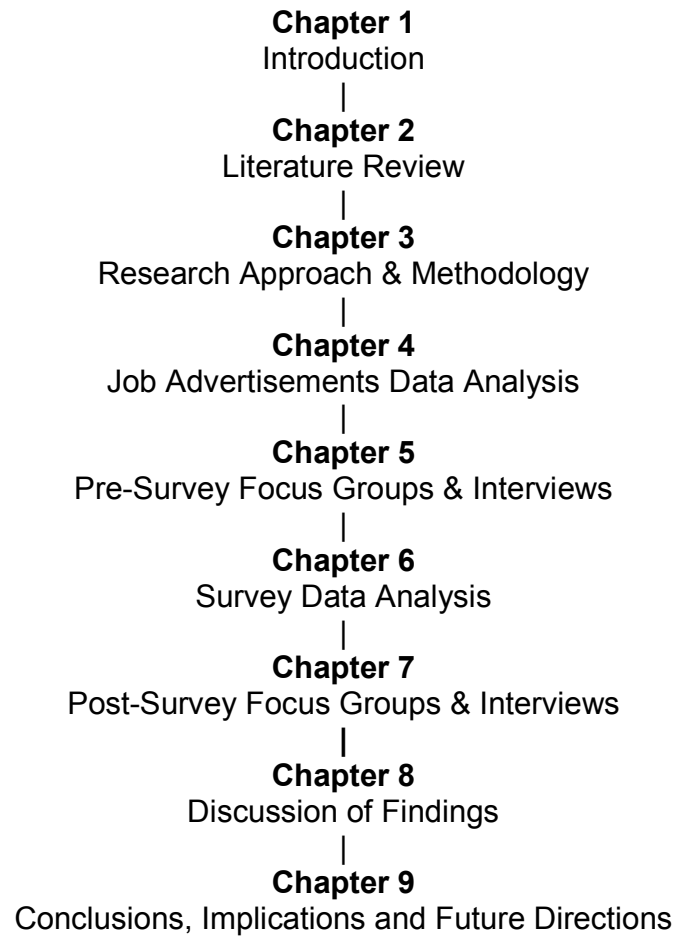 Chapter 1
Introduction
|
Chapter 2
Literature Review
|
Chapter 3
Research Approach & Methodology
|
Chapter 4
Job Advertisements Data Analysis
|
Chapter 5
Pre-Survey Focus Groups & Interviews
|
Chapter 6
Survey Data Analysis
|
Chapter 7
Post-Survey Focus Groups & Interviews
|
Chapter 8
Discussion of Findings
|
Chapter 9
Conclusions, Implications and Future Directions